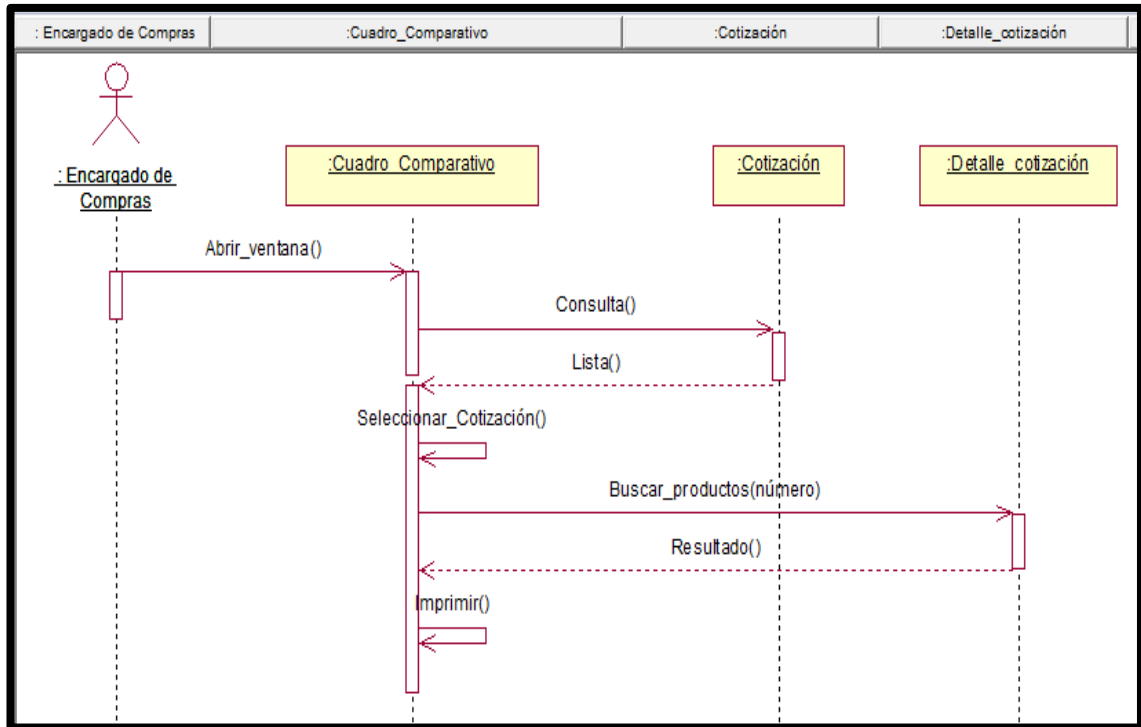 : Encargado de Compras
:Cuadro_Comparativo
:Cotización
:Detalle_cotización
: Encargado de
Compras
:Cuadro_Comparativo
:Cotización
:Detalle_cotización
Abrir_ventana()
Consulta()
Lista()
Seleccionar_Cotización()
Buscar_productos(número)
Resultado()
Imprimir()